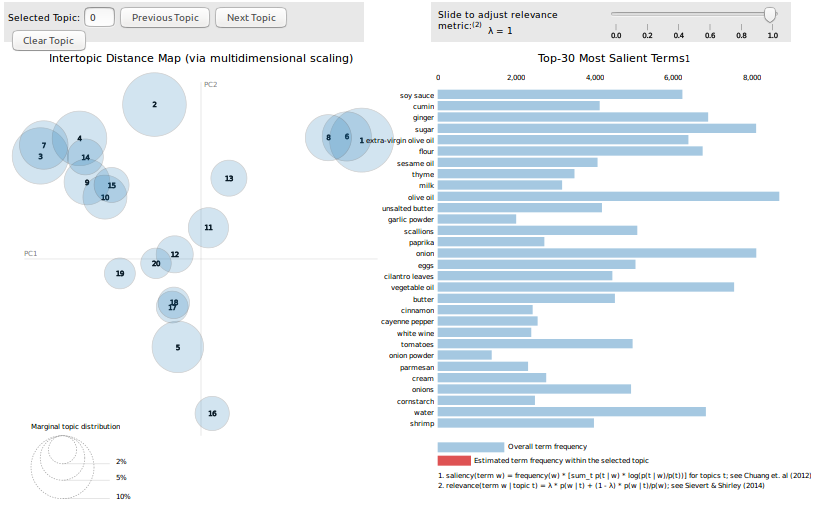 Selected Topic: 0 Previous Topic Next Topic
Clear Topic
Slide to adjust relevance
metric:(2)
λ = 1
0.0 0.2 0.4 0.6 0.8 1.0
Intertopic Distance Map (via multidimensional scaling)
PC2
PC1
2
7
4
3
14
9
15
10
8
6
1
13
11
12
20
19
18
17
5
16
Marginal topic distribution
2%
5%
10%
Top-30 Most Salient Terms1
0 2,000 4,000 6,000 8,000
soy sauce
cumin
ginger
sugar
extra-virgin olive oil
flour
sesame oil
thyme
milk
olive oil
unsalted butter
garlic powder
scallions
paprika
onion
eggs
cilantro leaves
vegetable oil
butter
cinnamon
cayenne pepper
white wine
tomatoes
onion powder
parmesan
cream
onions
cornstarch
water
shrimp
Overall term frequency
Estimated term frequency within the selected topic
1. saliency(term w) = frequency(w) * [sum_t p(t | w) * log(p(t | w)/p(t))] for topics t; see Chuang et. al (2012)
2. relevance(term w | topic t) = λ * p(w | t) + (1 - λ) * p(w | t)/p(w); see Sievert & Shirley (2014)